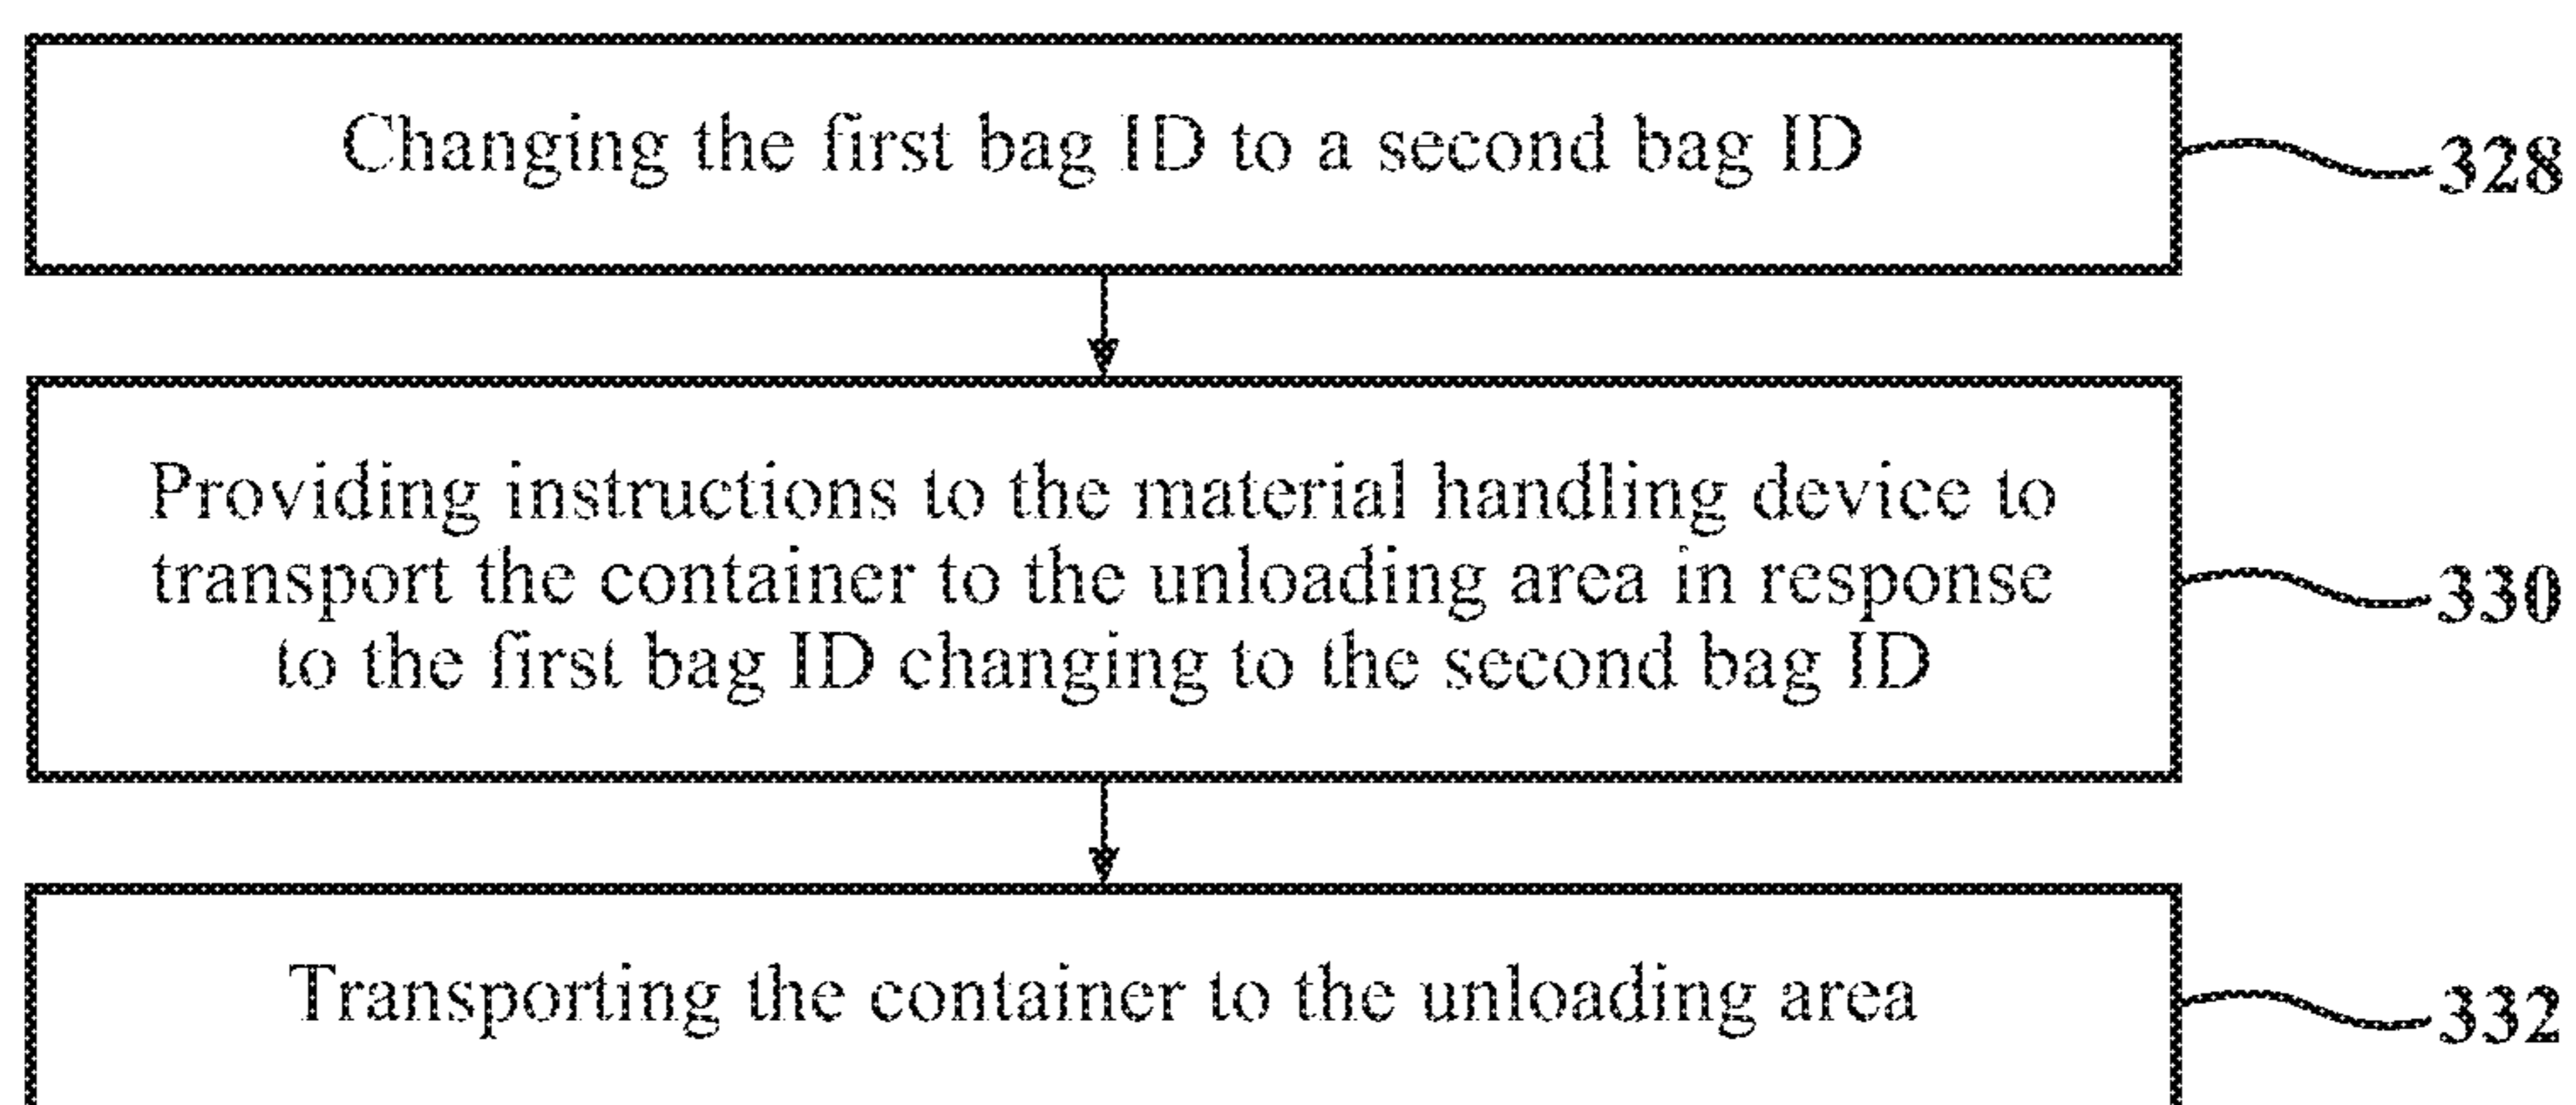 Changing the first bag ID to a second bag ID
328
Providing instructions to the material handling device to
transport the container to the unloading area in response
to the first bag ID changing to the second bag ID
330
Transporting the container to the unloading area
332